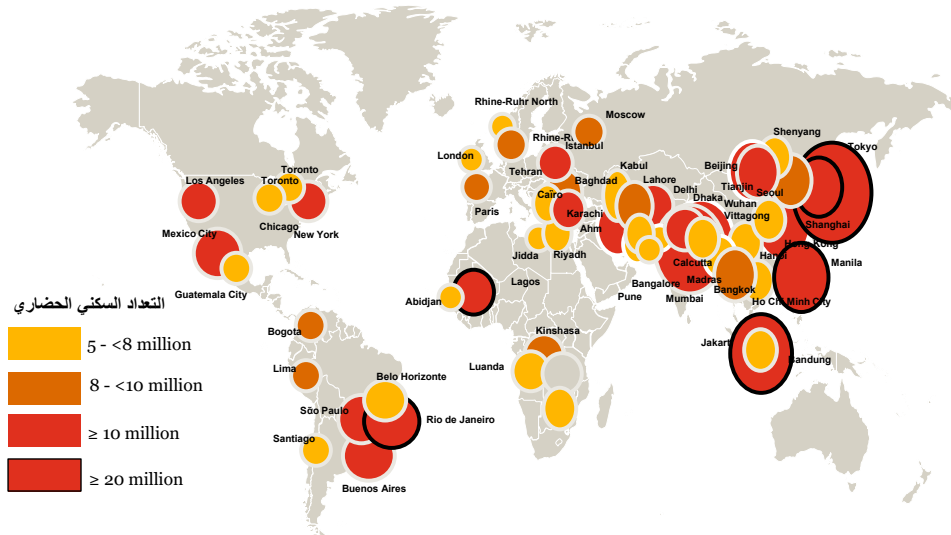 Rhine-Ruhr North
Moscow
Shenyang
Rhine-R
Istanbul
Tokyo
London
Kabul
Beijing
Toronto
Tehran
Lahore
Los Angeles
Toronto
Baghdad
Delhi
Tianjin
Seoul
Cairo
Dhaka
Wuhan
Paris
Karachi
Vittagong
Chicago
New York
Ahm
Shanghai
Mexico City
Hong Kong
Jidda
Riyadh
Calcutta
Hanoi
Manila
Guatemala City
Lagos
Madras
Bangalore
Bangkok
Abidjan
Pune
Mumbai
Ho Chi Minh City
التعداد السكني الحضاري
Bogota
Kinshasa
Jakart
5 - <8 million
Bandung
Lima
Luanda
Belo Horizonte
8 - <10 million
São Paulo
Rio de Janeiro
≥ 10 million
Santiago
≥ 20 million
Buenos Aires